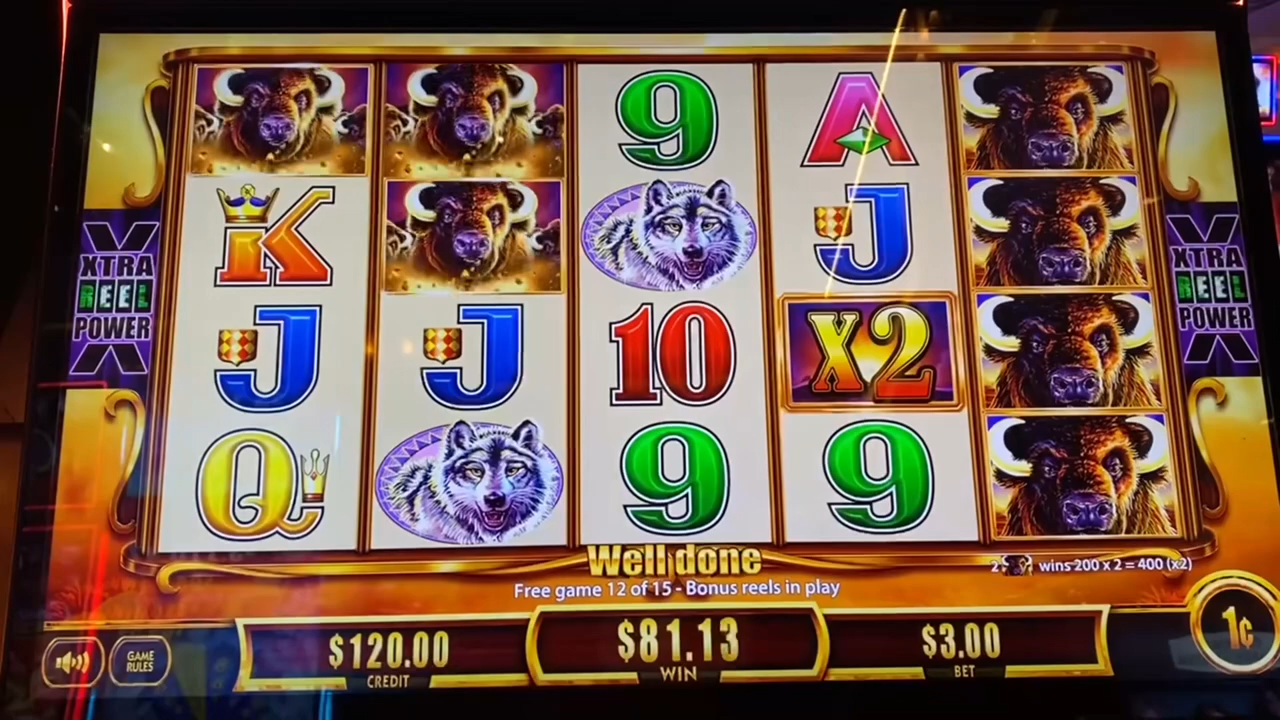 9 A
K J
XTRA
REEL
POWER
XTRA
REEL
POWER
J J 10 X2
Q 9 9
Well done
2 wins 200 x 2 = 400 (x2)
Free game 12 of 15 - Bonus reels in play
GAME
RULES
$120.00
CREDIT
$81.13
WIN
$3.00
BET
1¢